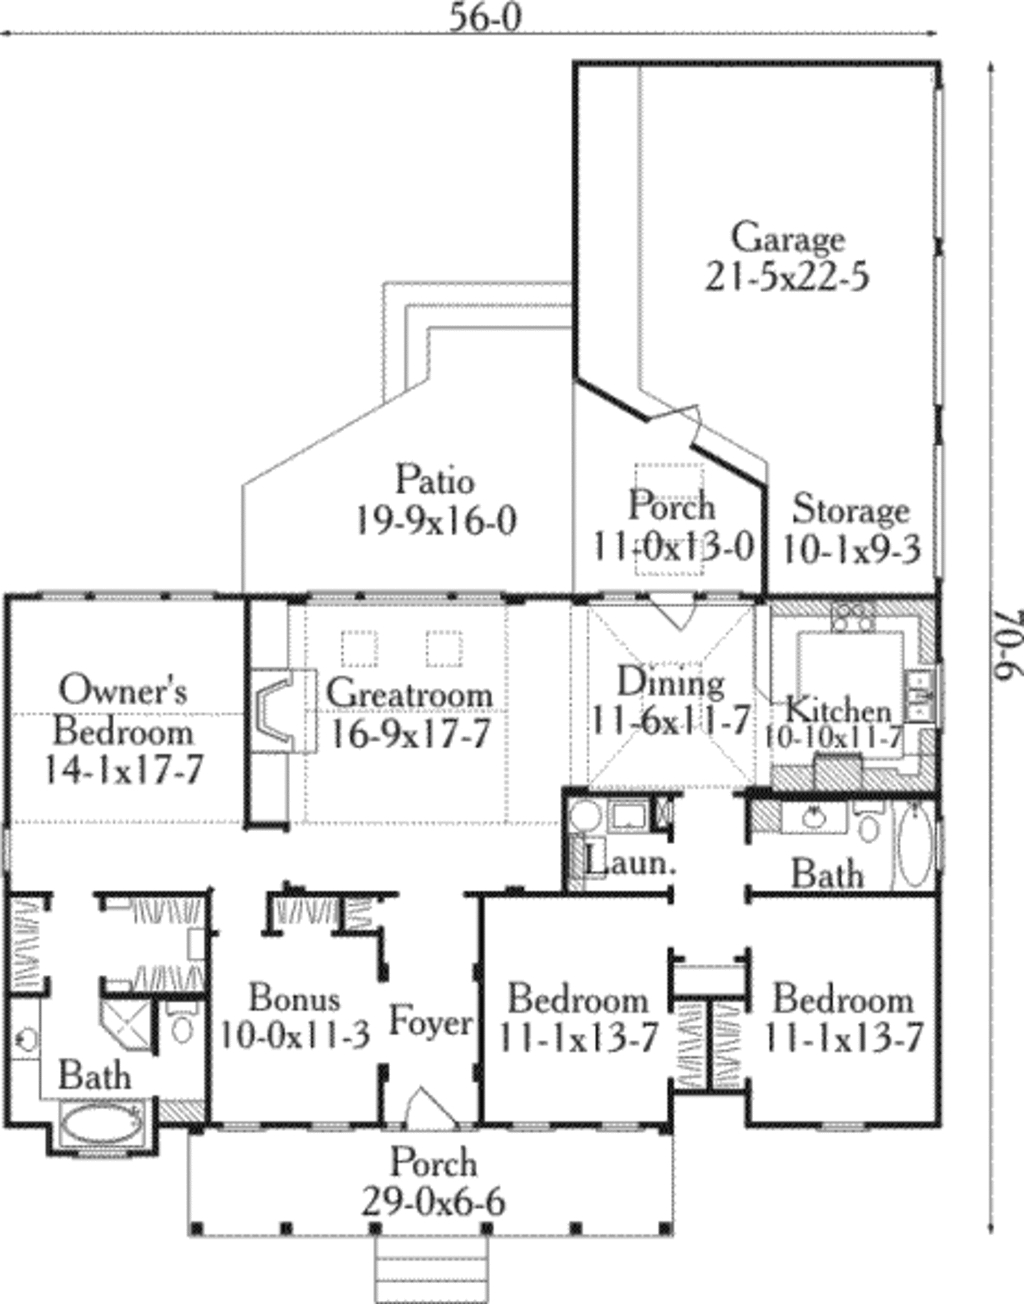 56-0
Garage
21-5x22-5
Patio
19-9x16-0
Porch
11-0x13-0
Storage
10-1x9-3
70-6
Owner's
Bedroom
14-1x17-7
Greatroom
16-9x17-7
Dining
11-6x11-7
Kitchen
10-10x11-7
Laun.
Bath
Bonus
10-0x11-3
Foyer
Bedroom
11-1x13-7
Bedroom
11-1x13-7
Bath
Porch
29-0x6-6